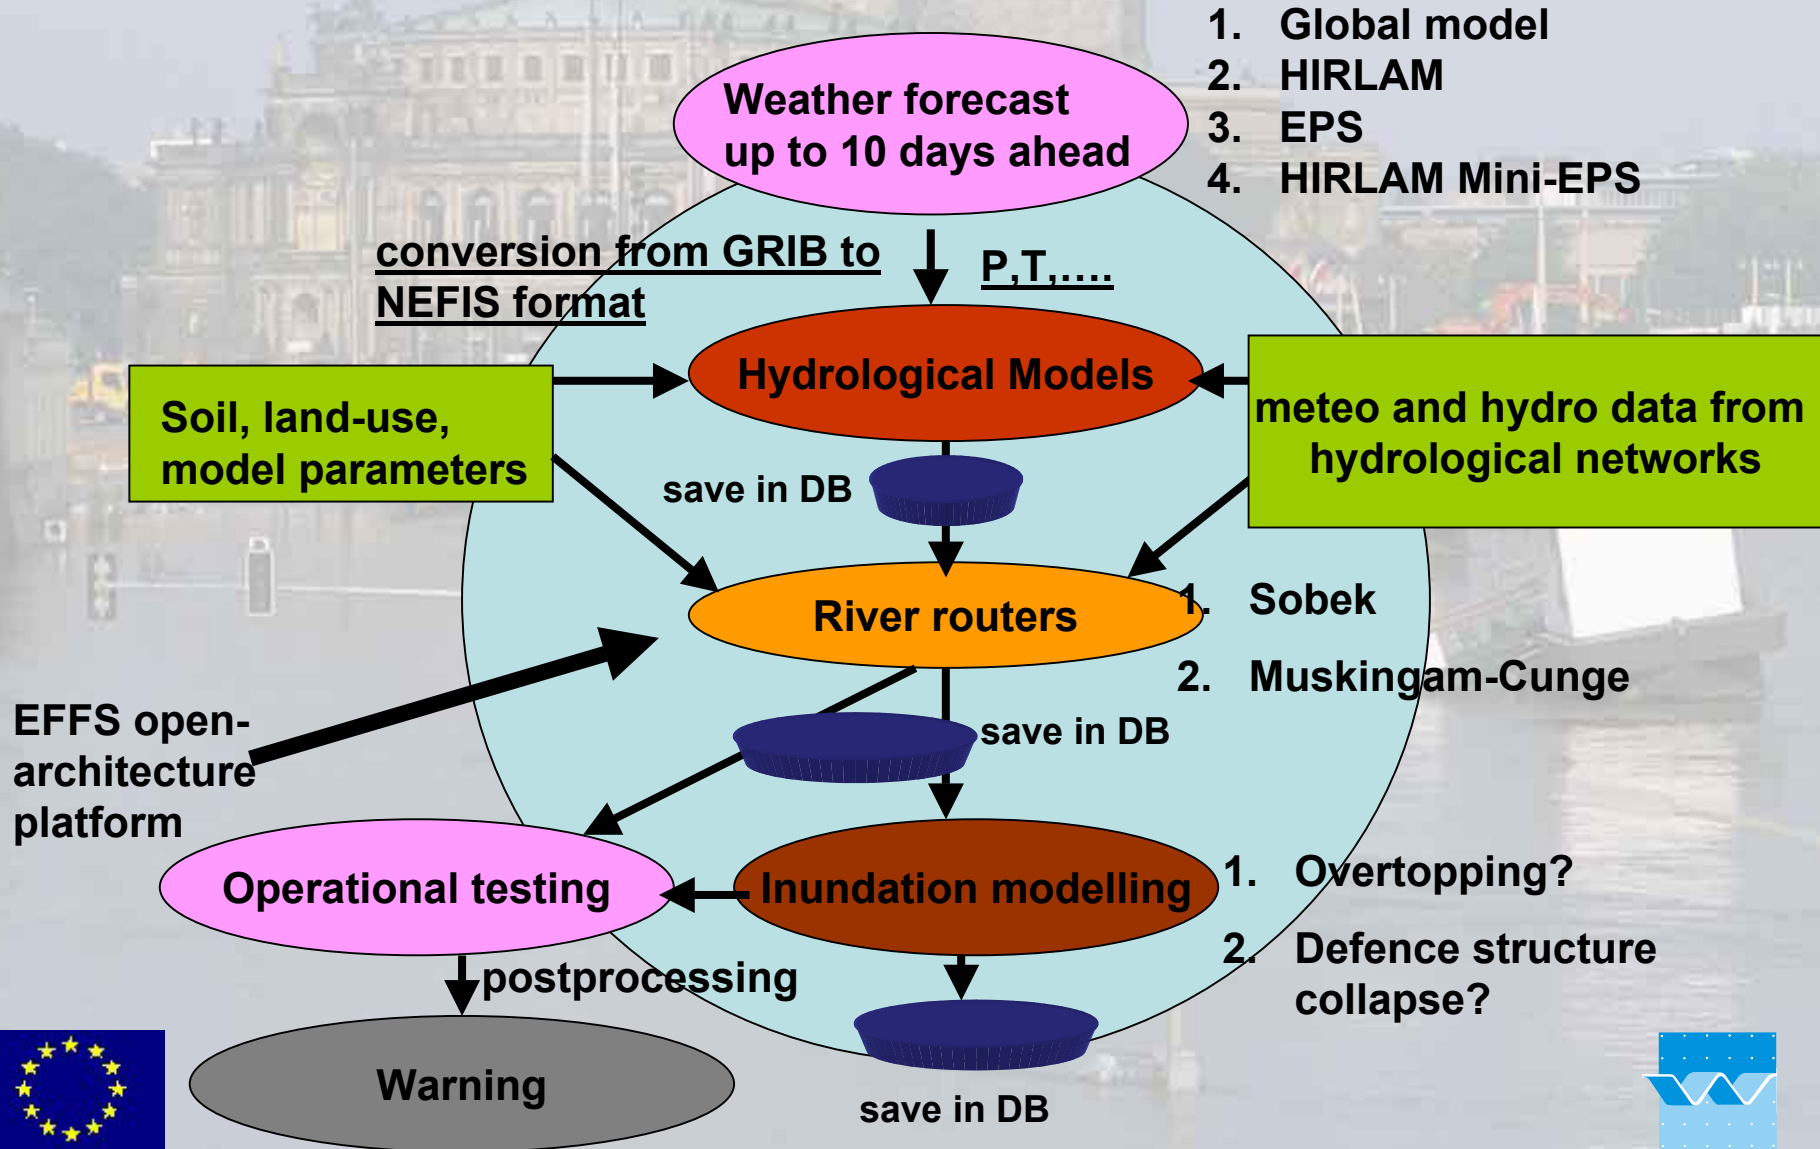 1. Global model
2. HIRLAM
3. EPS
4. HIRLAM Mini-EPS
Weather forecast
up to 10 days ahead
conversion from GRIB to
NEFIS format
P,T,....
Hydrological Models
Soil, land-use,
model parameters
meteo and hydro data from
hydrological networks
save in DB
River routers
1. Sobek
2. Muskingam-Cunge
EFFS open-
architecture
platform
save in DB
Operational testing
Inundation modelling
1. Overtopping?
2. Defence structure
collapse?
postprocessing
Warning
save in DB